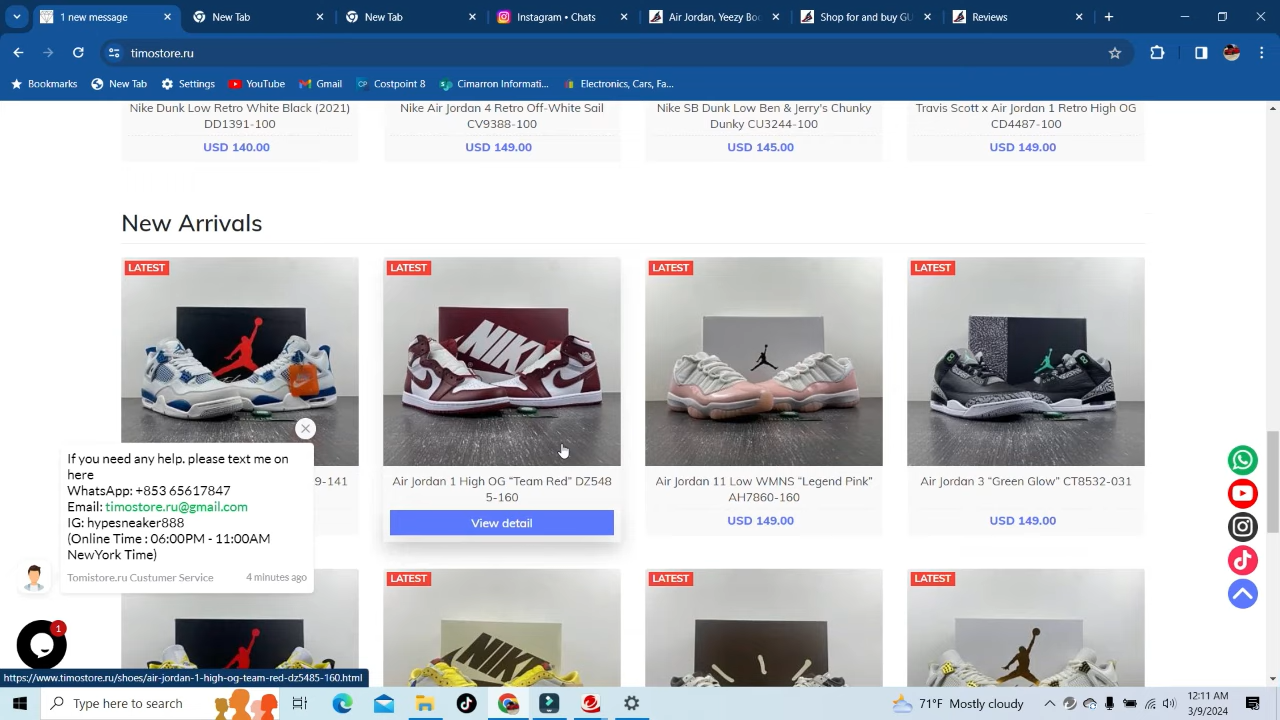 1 new message
New Tab
New Tab
Instagram • Chats
Air Jordan, Yeezy Bo
Shop for and buy GU
Reviews
timostore.ru
Bookmarks
New Tab
Settings
YouTube
Gmail
Costpoint 8
Cimarron Informati...
Electronics, Cars, Fa...
Nike Dunk Low Retro White Black (2021)
DD1391-100
USD 140.00
Nike Air Jordan 4 Retro Off-White Sail
CV9388-100
USD 149.00
Nike SB Dunk Low Ben & Jerry's Chunky
Dunky CU3244-100
USD 145.00
Travis Scott x Air Jordan 1 Retro High OG
CD4487-100
USD 149.00
New Arrivals
LATEST
LATEST
LATEST
LATEST
NIKE
9-141
Air Jordan 1 High OG "Team Red" DZ548
5-160
View detail
Air Jordan 11 Low WMNS "Legend Pink"
AH7860-160
USD 149.00
Air Jordan 3 "Green Glow" CT8532-031
USD 149.00
If you need any help. please text me on
here
WhatsApp: +853 65617847
Email: timostore.ru@gmail.com
IG: hypesneaker888
(Online Time : 06:00PM - 11:00AM
NewYork Time)
Tomistore.ru Custumer Service
4 minutes ago
1
LATEST
LATEST
LATEST
NIKE
https://www.timostore.ru/shoes/air-jordan-1-high-og-team-red-dz5485-160.html
Type here to search
71°F Mostly cloudy
12:11 AM
3/9/2024